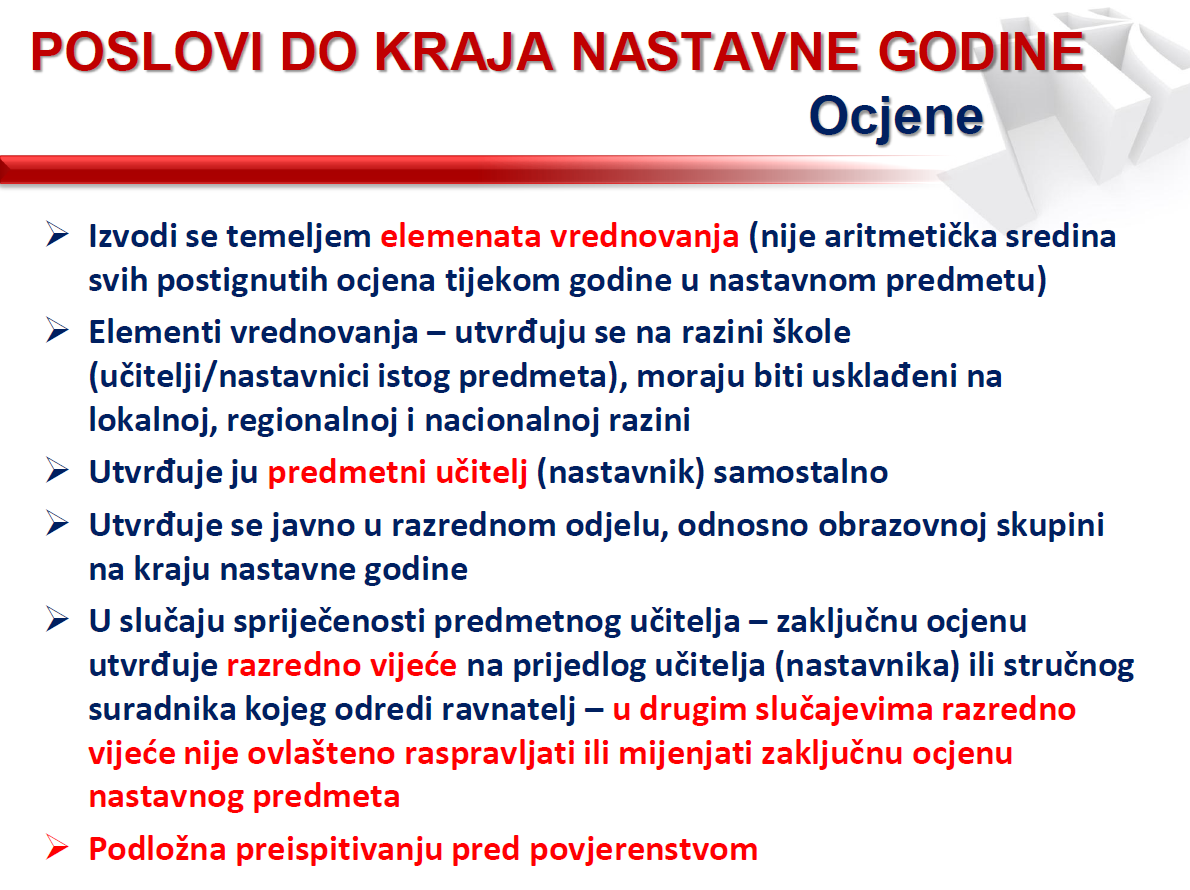 POSLOVI DO KRAJA NASTAVNE GODINE
Ocjene
Izvodi se temeljem elemenata vrednovanja (nije aritmetička sredina
svih postignutih ocjena tijekom godine u nastavnom predmetu)
Elementi vrednovanja – utvrđuju se na razini škole
(učitelji/nastavnici istog predmeta), moraju biti usklađeni na
lokalnoj, regionalnoj i nacionalnoj razini
Utvrđuje ju predmetni učitelj (nastavnik) samostalno
Utvrđuje se javno u razrednom odjelu, odnosno obrazovnoj skupini
na kraju nastavne godine
U slučaju spriječenosti predmetnog učitelja – zaključnu ocjenu
utvrđuje razredno vijeće na prijedlog učitelja (nastavnika) ili stručnog
suradnika kojeg odredi ravnatelj – u drugim slučajevima razredno
vijeće nije ovlašteno raspravljati ili mijenjati zaključnu ocjenu
nastavnog predmeta
Podložna preispitivanju pred povjerenstvom